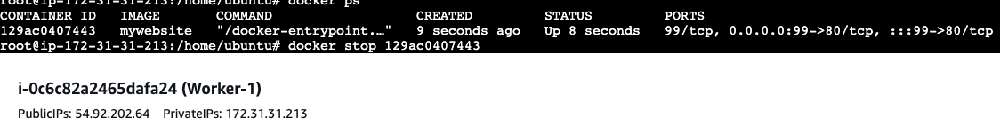 root@ip-172-31-31-213:/home/ubuntu# docker ps
CONTAINER ID IMAGE COMMAND CREATED STATUS PORTS
129ac0407443 mywebsite "/docker-entrypoint.…" 9 seconds ago Up 8 seconds 99/tcp, 0.0.0.0:99->80/tcp, :::99->80/tcp
root@ip-172-31-31-213:/home/ubuntu# docker stop 129ac0407443
i-0c6c82a2465dafa24 (Worker-1)
PublicIPs: 54.92.202.64 PrivateIPs: 172.31.31.213